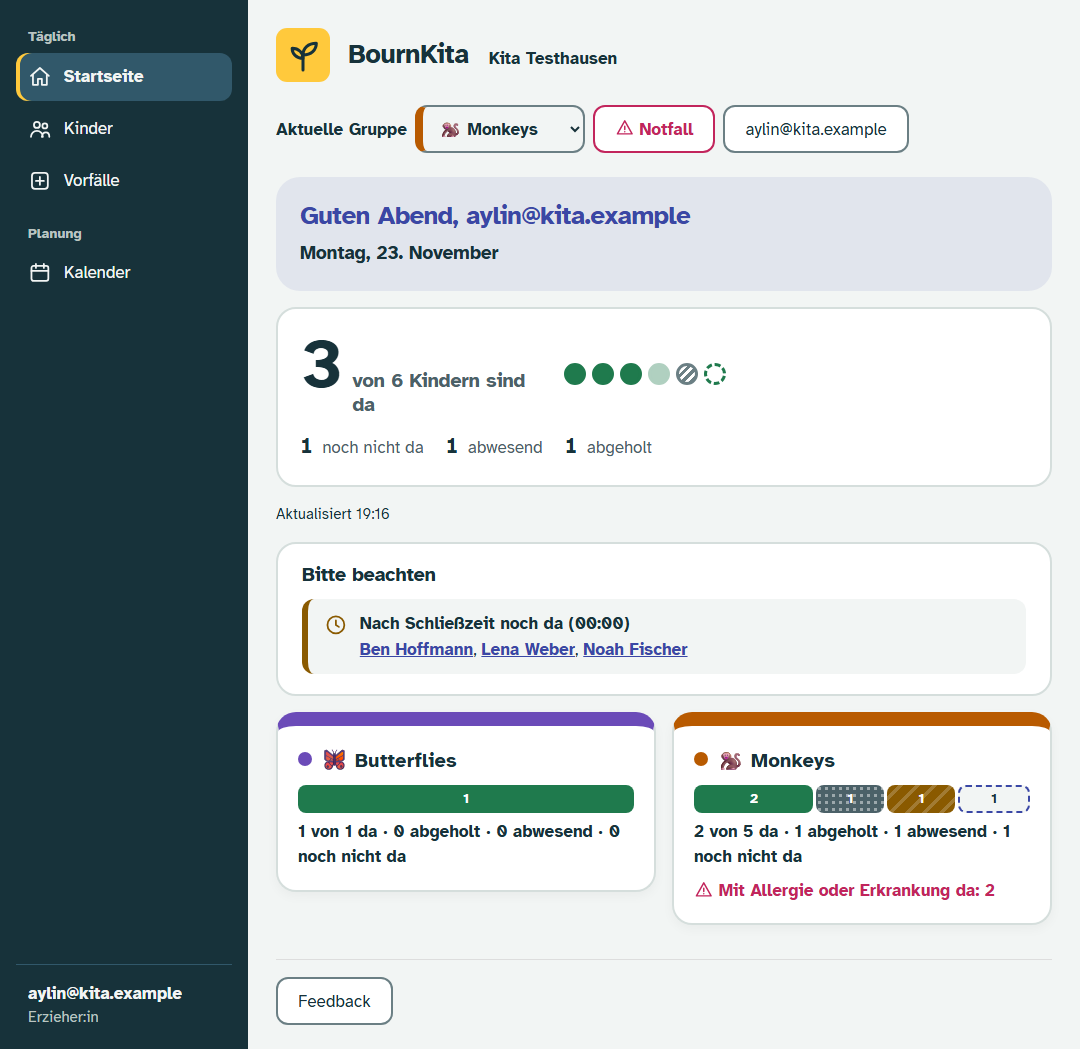 Täglich
Startseite
Kinder
Vorfälle
Planung
Kalender
aylin@kita.example
Erzieher:in
BournKita Kita Testhausen
Aktuelle Gruppe Monkeys Notfall aylin@kita.example
Guten Abend, aylin@kita.example
Montag, 23. November
3 von 6 Kindern sind
da
1 noch nicht da 1 abwesend 1 abgeholt
Aktualisiert 19:16
Bitte beachten
Nach Schließzeit noch da (00:00)
Ben Hoffmann, Lena Weber, Noah Fischer
Butterflies
1
1 von 1 da · 0 abgeholt · 0 abwesend · 0
noch nicht da
Monkeys
2 1 1 1
2 von 5 da · 1 abgeholt · 1 abwesend · 1
noch nicht da
Mit Allergie oder Erkrankung da: 2
Feedback